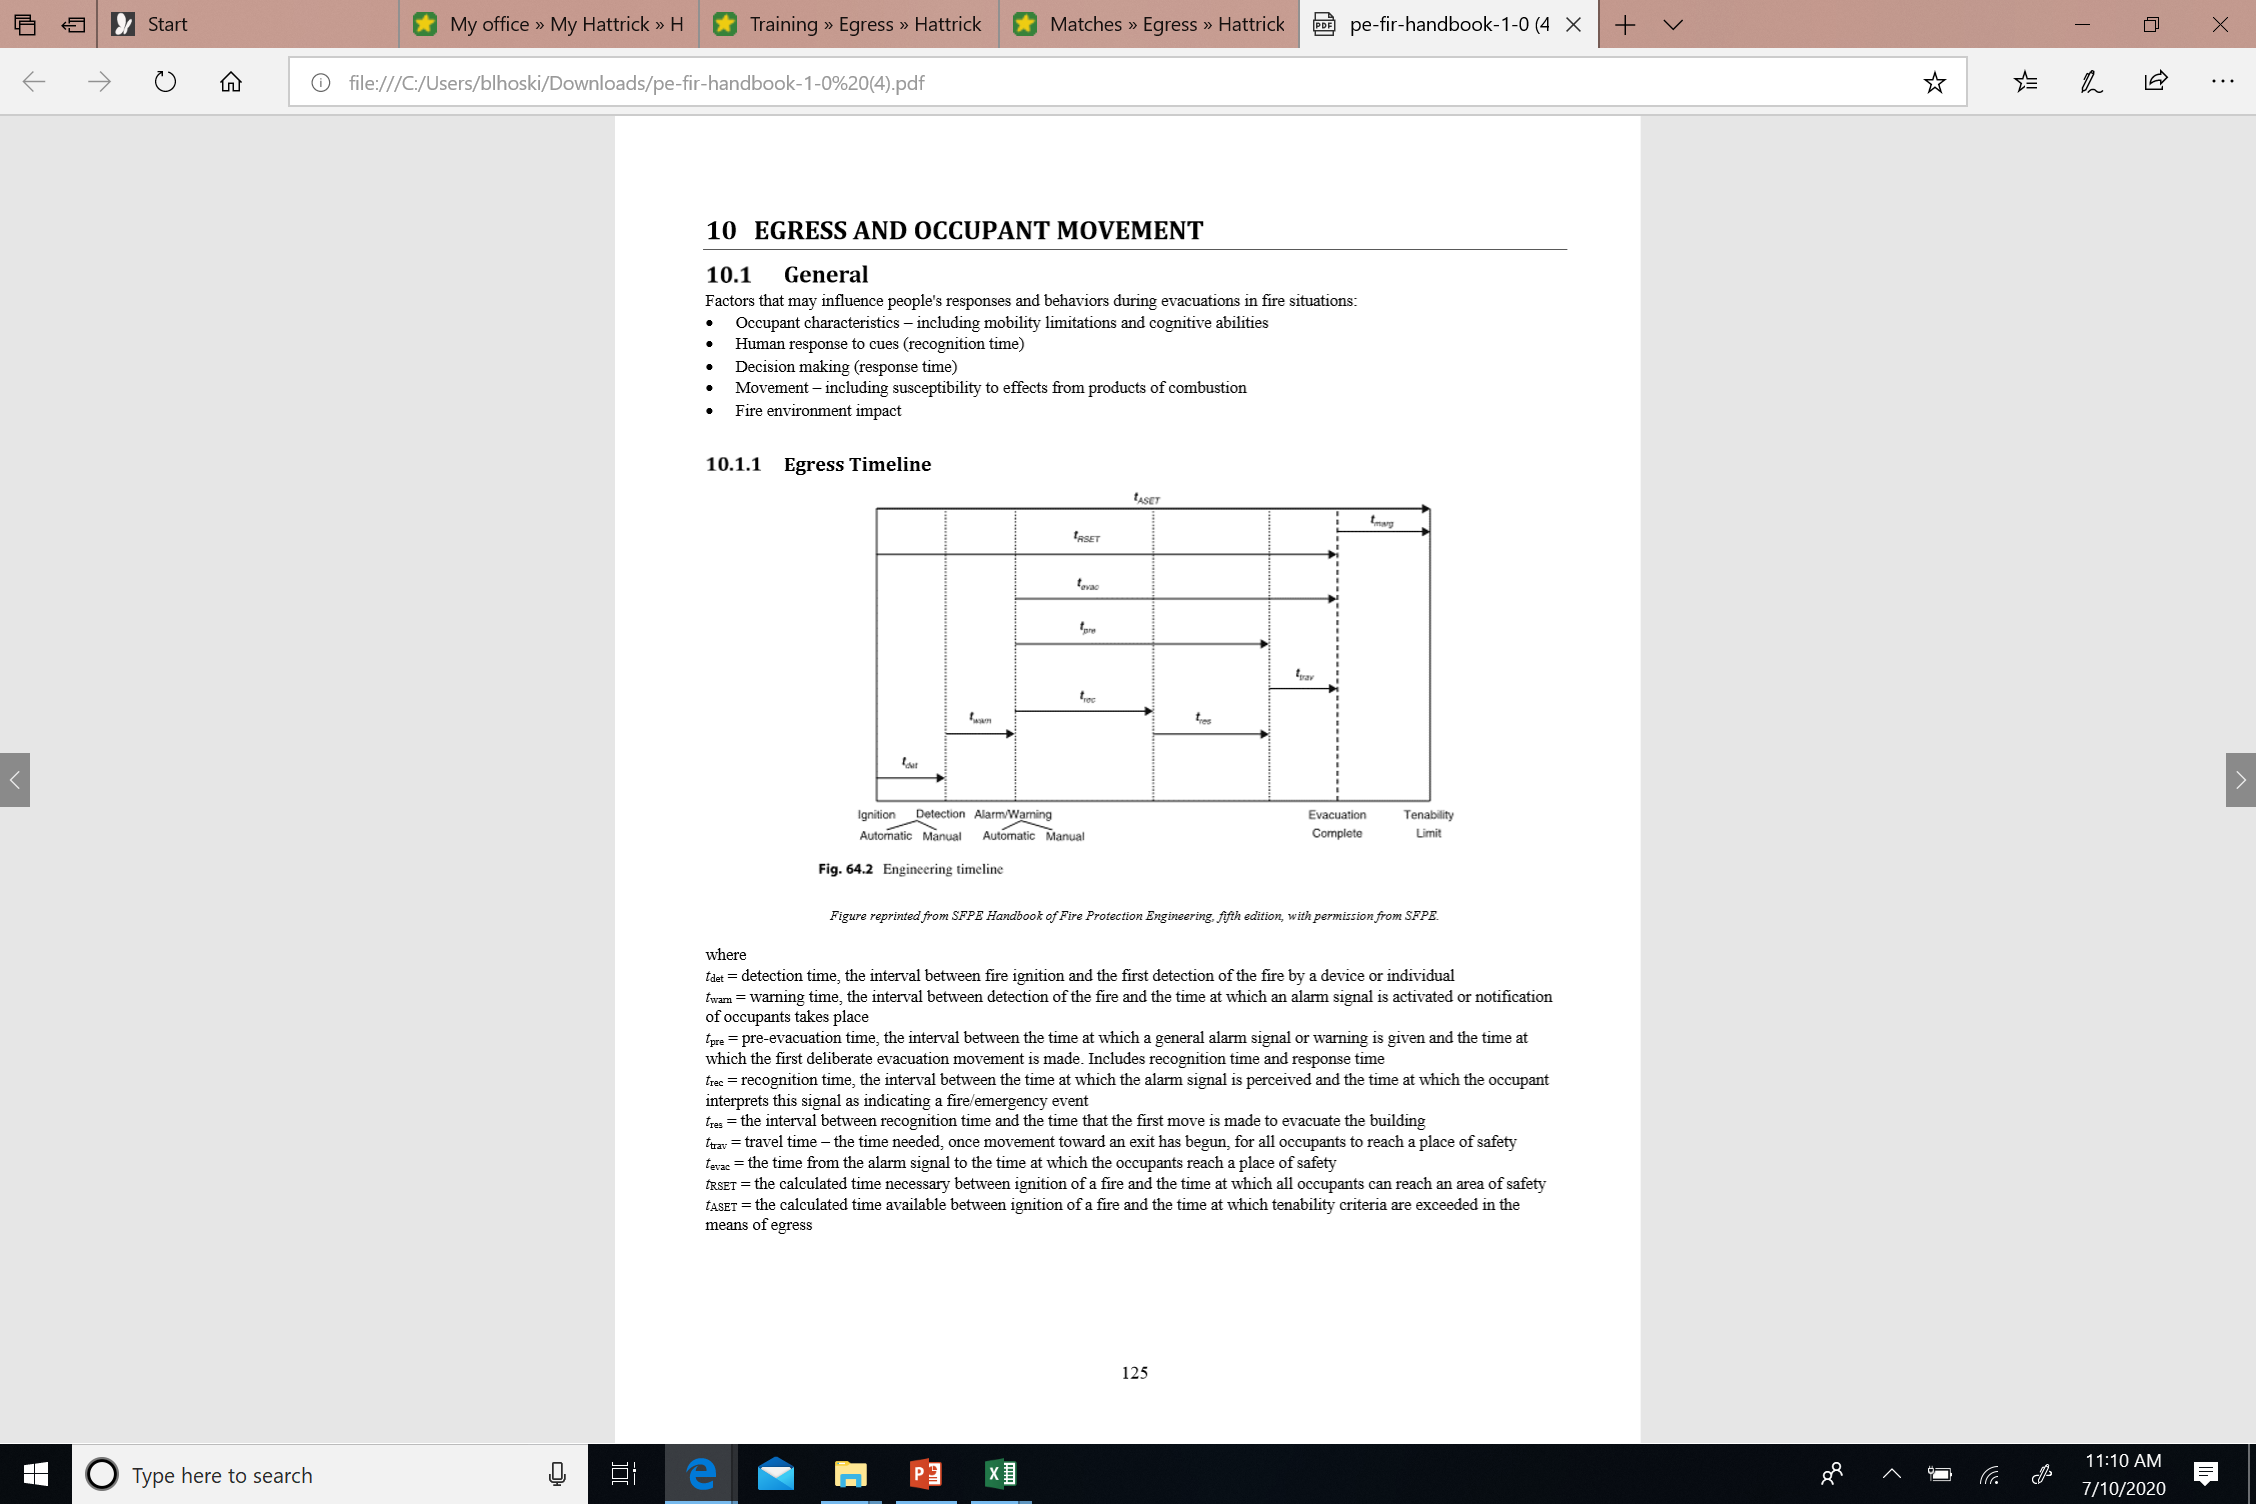 Start
My office » My Hattrick » H
Training » Egress » Hattrick
Matches » Egress » Hattrick
PDF
pe-fir-handbook-1-0 (4
file:///C:/Users/blhoski/Downloads/pe-fir-handbook-1-0%20(4).pdf
10 EGRESS AND OCCUPANT MOVEMENT
10.1 General
Factors that may influence people's responses and behaviors during evacuations in fire situations:
• Occupant characteristics – including mobility limitations and cognitive abilities
• Human response to cues (recognition time)
• Decision making (response time)
• Movement – including susceptibility to effects from products of combustion
• Fire environment impact
10.1.1 Egress Timeline
tASET
tmarg
tRSET
tevac
tpre
ttrav
trec
twarn
tres
tdet
Ignition Detection Alarm/Warning Evacuation Tenability
Automatic Manual Automatic Manual Complete Limit
Fig. 64.2 Engineering timeline
Figure reprinted from SFPE Handbook of Fire Protection Engineering, fifth edition, with permission from SFPE.
where
tdet = detection time, the interval between fire ignition and the first detection of the fire by a device or individual
twarn = warning time, the interval between detection of the fire and the time at which an alarm signal is activated or notification
of occupants takes place
tpre = pre-evacuation time, the interval between the time at which a general alarm signal or warning is given and the time at
which the first deliberate evacuation movement is made. Includes recognition time and response time
trec = recognition time, the interval between the time at which the alarm signal is perceived and the time at which the occupant
interprets this signal as indicating a fire/emergency event
tres = the interval between recognition time and the time that the first move is made to evacuate the building
ttrav = travel time – the time needed, once movement toward an exit has begun, for all occupants to reach a place of safety
tevac = the time from the alarm signal to the time at which the occupants reach a place of safety
tRSET = the calculated time necessary between ignition of a fire and the time at which all occupants can reach an area of safety
tASET = the calculated time available between ignition of a fire and the time at which tenability criteria are exceeded in the
means of egress
125
Type here to search
11:10 AM
7/10/2020